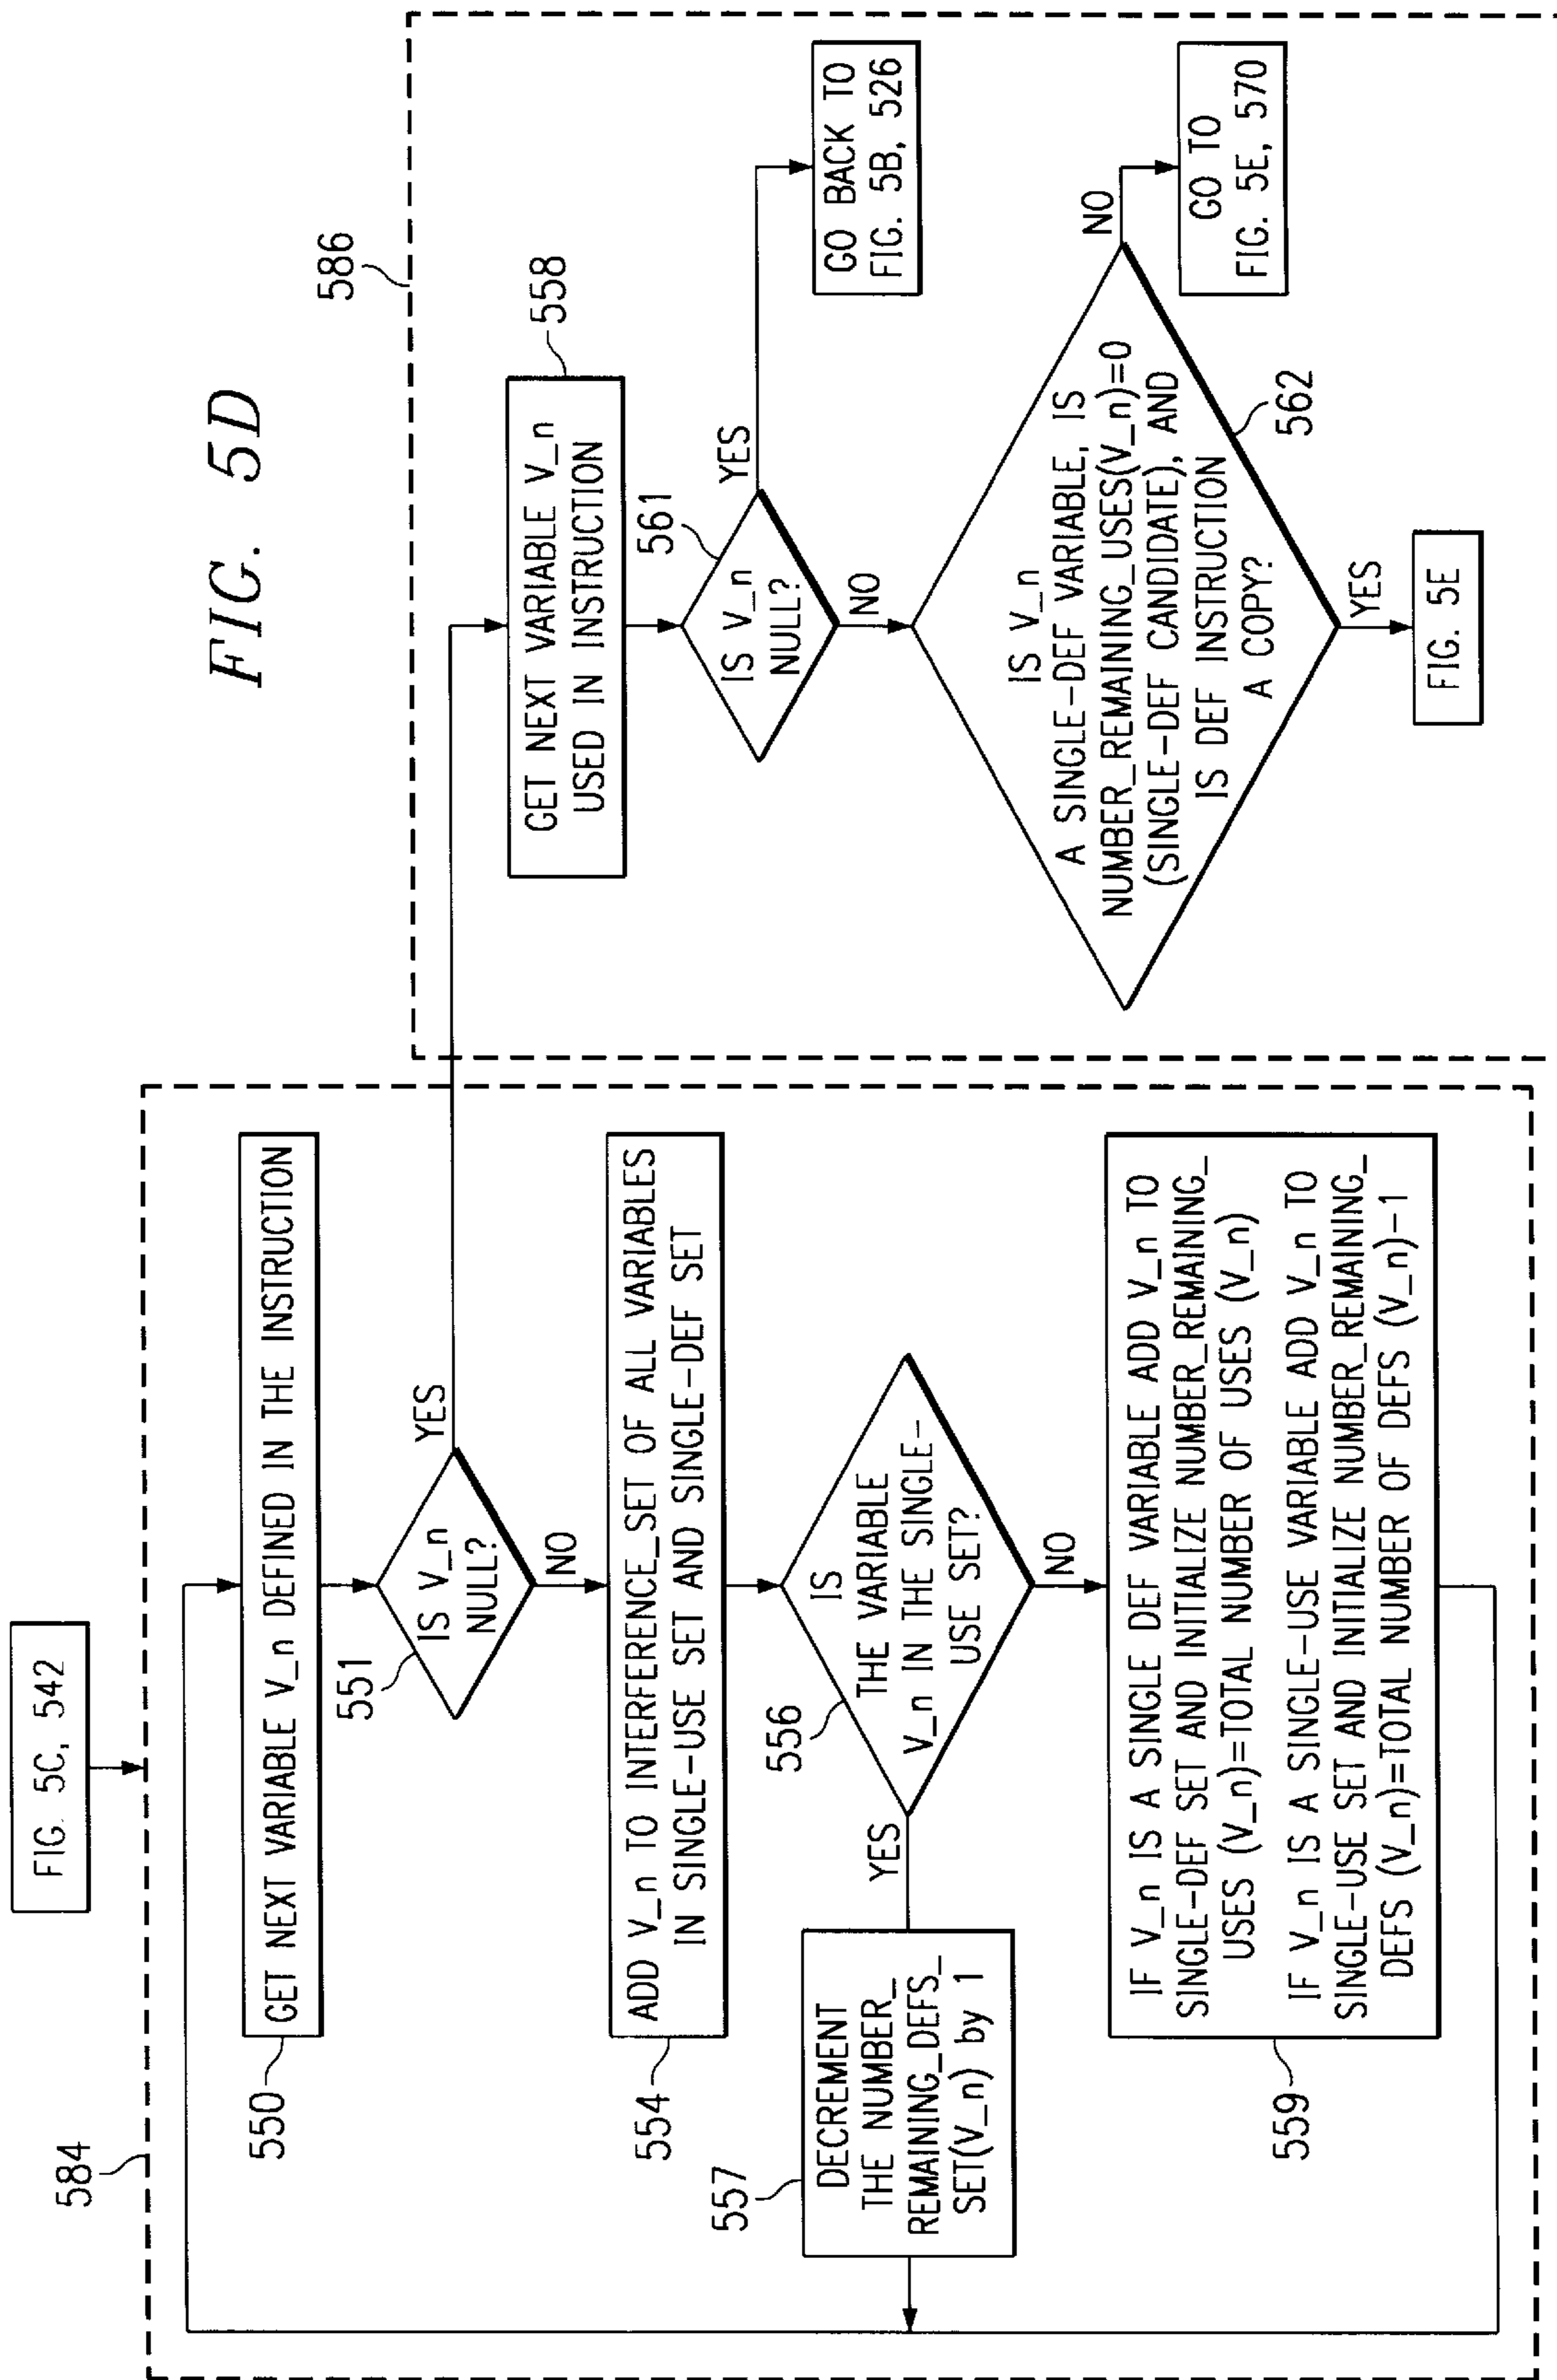 FIG. 5D
FIG. 5C, 542
584
GET NEXT VARIABLE V_n DEFINED IN THE INSTRUCTION
550
551
IS V_n
NULL?
YES
NO
ADD V_n TO INTERFERENCE_SET OF ALL VARIABLES
IN SINGLE-USE SET AND SINGLE-DEF SET
554
556
IS
THE VARIABLE
V_n IN THE SINGLE-
USE SET?
YES
NO
557
DECREMENT
THE NUMBER_
REMAINING_DEFS_
SET(V_n) by 1
IF V_n IS A SINGLE DEF VARIABLE ADD V_n TO
SINGLE-DEF SET AND INITIALIZE NUMBER_REMAINING_
USES (V_n)=TOTAL NUMBER OF USES (V_n)
IF V_n IS A SINGLE-USE VARIABLE ADD V_n TO
SINGLE-USE SET AND INITIALIZE NUMBER_REMAINING_
DEFS (V_n)=TOTAL NUMBER OF DEFS (V_n)-1
559
586
558
GET NEXT VARIABLE V_n
USED IN INSTRUCTION
561
IS V_n
NULL?
YES
NO
GO BACK TO
FIG. 5B, 526
IS V_n
A SINGLE-DEF VARIABLE, IS
NUMBER_REMAINING_USES(V_n)=0
(SINGLE-DEF CANDIDATE), AND
IS DEF INSTRUCTION
A COPY?
562
NO
GO TO
FIG. 5E, 570
YES
FIG. 5E